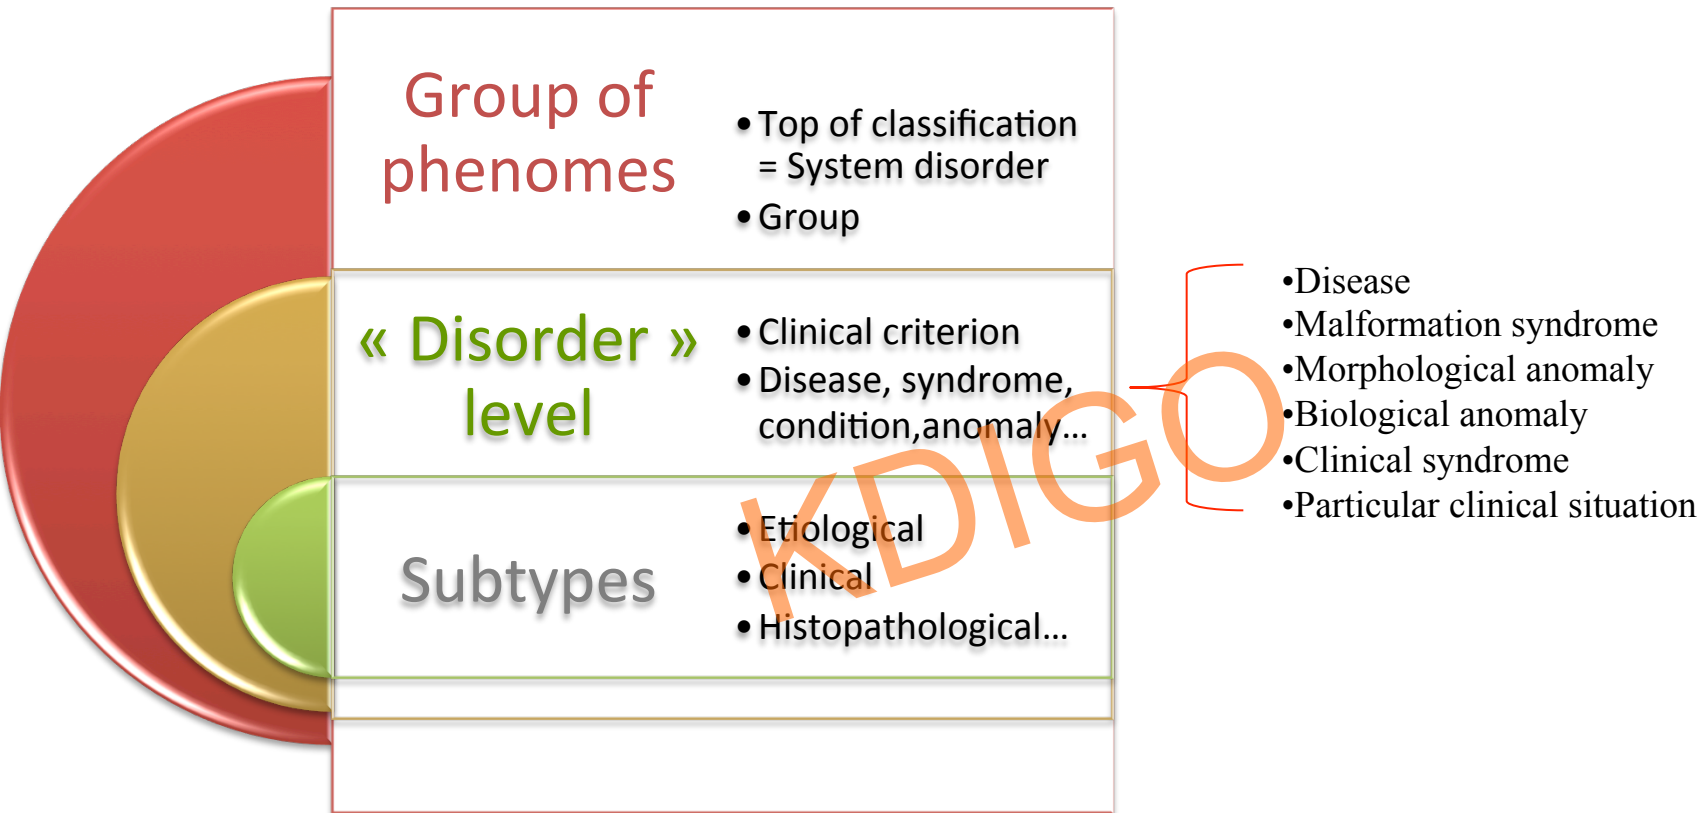 Group of
phenomes
•Top of classification
= System disorder
•Group
« Disorder »
level
•Clinical criterion
•Disease, syndrome,
condition,anomaly...
•Disease
•Malformation syndrome
•Morphological anomaly
•Biological anomaly
•Clinical syndrome
•Particular clinical situation
Subtypes
•Etiological
•Clinical
•Histopathological...
KDIGO